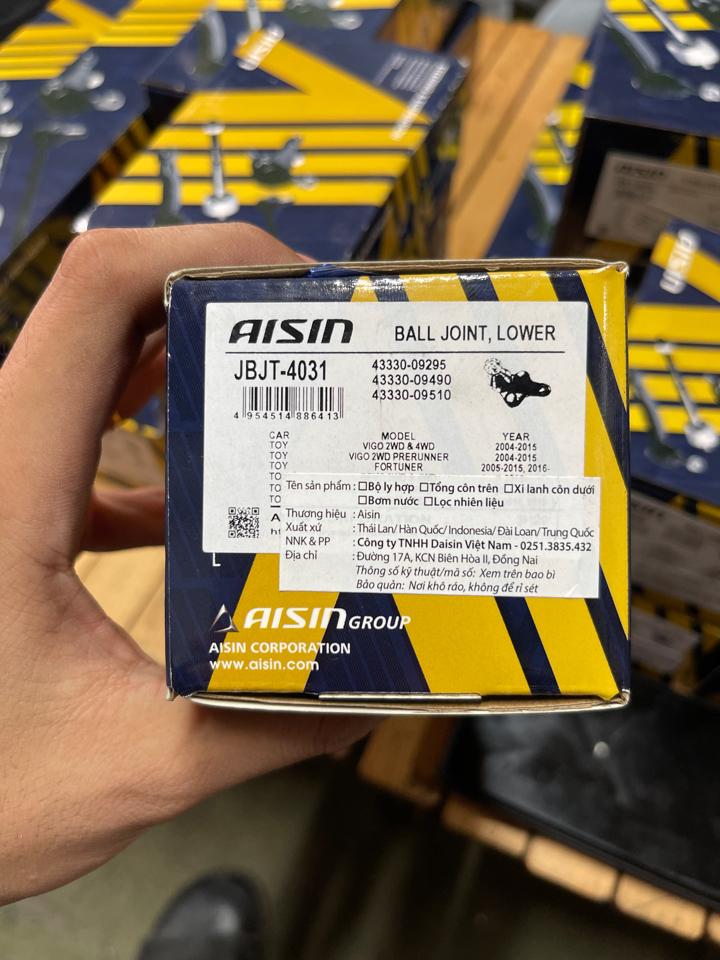 AISIN
AISIN
AISIN
AISIN BALL JOINT, LOWER
JBJT-4031 43330-09295
43330-09490
43330-09510
4 954514 886413
CAR MODEL YEAR
TOY VIGO 2WD & 4WD 2004-2015
TOY VIGO 2WD PRERUNNER 2004-2015
TOY FORTUNER 2005-2015, 2016-
TO
TO
TO
Tên sản phẩm : □Bộ ly hợp □Tổng côn trên □Xi lanh côn dưới
□Bơm nước □Lọc nhiên liệu
Thương hiệu : Aisin
Xuất xứ : Thái Lan/ Hàn Quốc/ Indonesia/ Đài Loan/ Trung Quốc
NNK & PP : Công ty TNHH Daisin Việt Nam - 0251.3835.432
Địa chỉ : Đường 17A, KCN Biên Hòa II, Đồng Nai
Thông số kỹ thuật/mã số: Xem trên bao bì
Bảo quản: Nơi khô ráo, không để rỉ sét
L
AISIN GROUP
AISIN CORPORATION
www.aisin.com